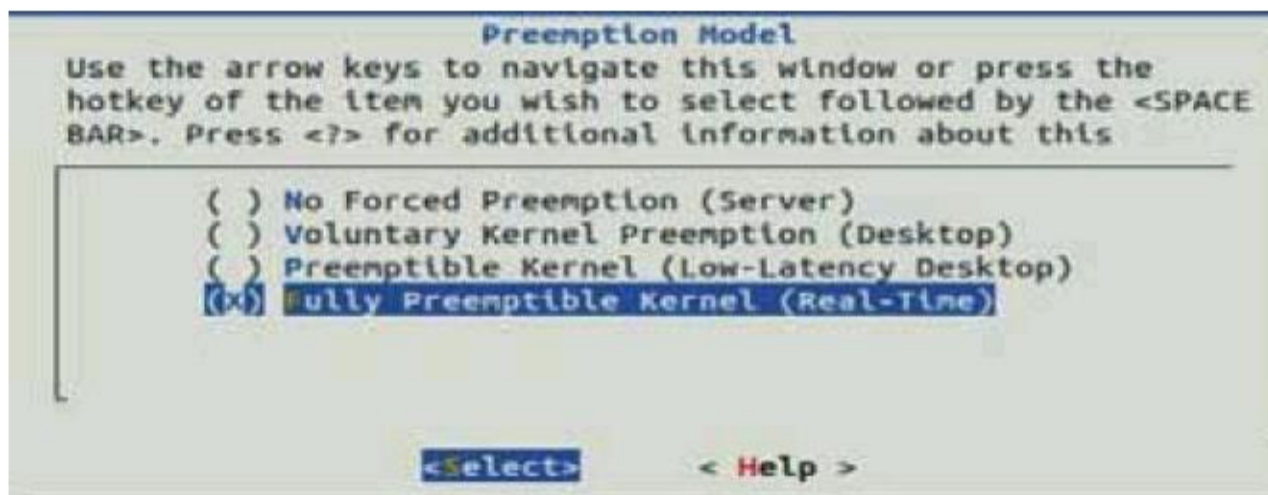 Preemption Model
Use the arrow keys to navigate this window or press the
hotkey of the item you wish to select followed by the <SPACE
BAR>. Press <?> for additional information about this
( ) No Forced Preemption (Server)
( ) Voluntary Kernel Preemption (Desktop)
( ) Preemptible Kernel (Low-Latency Desktop)
(x) Fully Preemptible Kernel (Real-Time)
<Select> < Help >